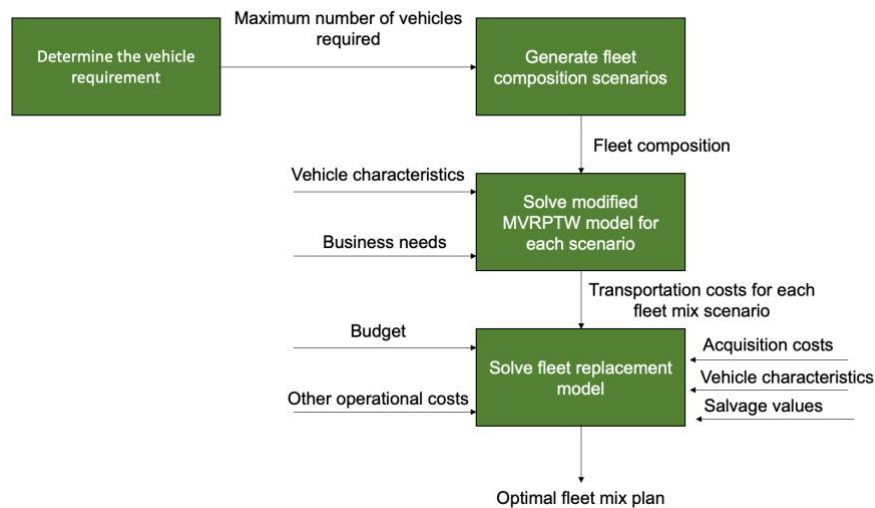 Maximum number of vehicles
required
Determine the vehicle
requirement
Generate fleet
composition scenarios
Fleet composition
Vehicle characteristics
Business needs
Solve modified
MVRPTW model for
each scenario
Transportation costs for each
fleet mix scenario
Budget
Other operational costs
Solve fleet replacement
model
Acquisition costs
Vehicle characteristics
Salvage values
Optimal fleet mix plan